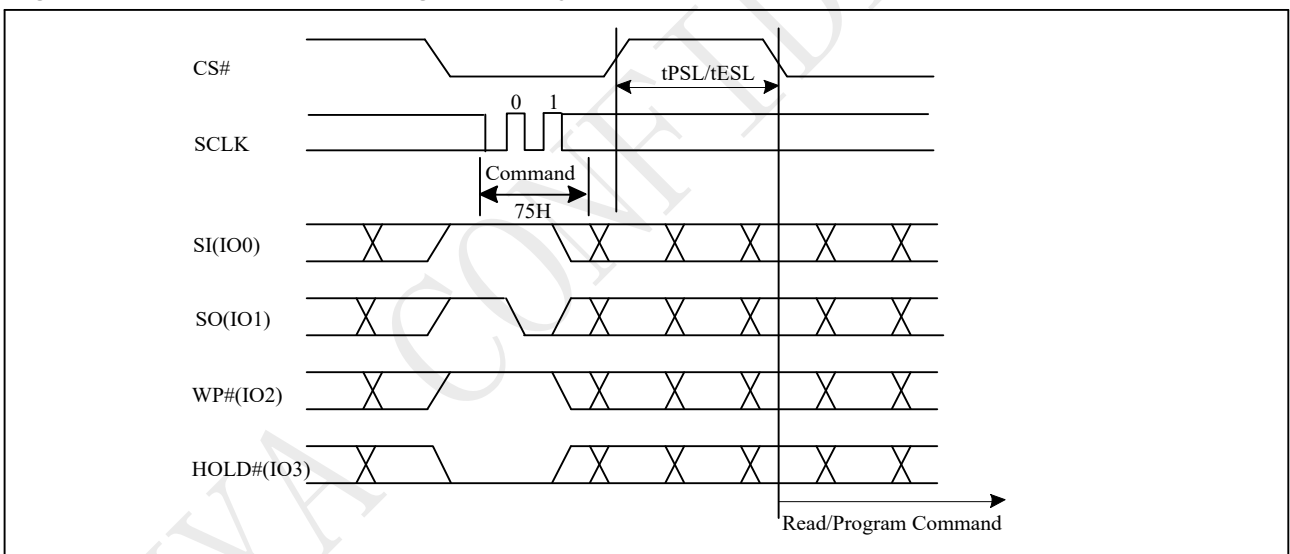 CS#
tPSL/tESL
0 1
SCLK
Command
75H
SI(IO0)
SO(IO1)
WP#(IO2)
HOLD#(IO3)
Read/Program Command